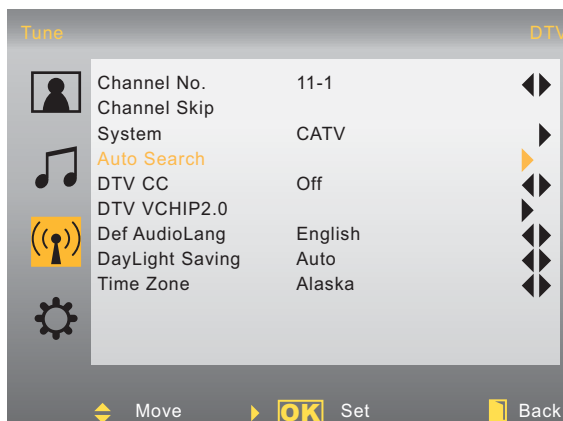 Tune DTV
Channel No. 11-1
Channel Skip
System CATV
Auto Search
DTV CC Off
DTV VCHIP2.0
Def AudioLang English
DayLight Saving Auto
Time Zone Alaska
Move OK Set Back